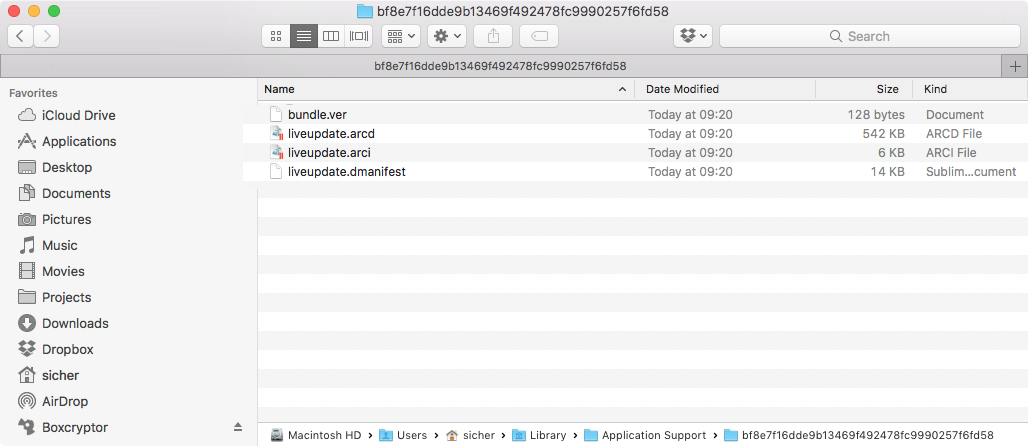 bf8e7f16dde9b13469f492478fc9990257f6fd58
Search
bf8e7f16dde9b13469f492478fc9990257f6fd58
Favorites
iCloud Drive
Applications
Desktop
Documents
Pictures
Music
Movies
Projects
Downloads
Dropbox
sicher
AirDrop
Boxcryptor
Name Date Modified Size Kind
bundle.ver Today at 09:20 128 bytes Document
liveupdate.arcd Today at 09:20 542 KB ARCD File
liveupdate.arci Today at 09:20 6 KB ARCI File
liveupdate.dmanifest Today at 09:20 14 KB Sublim...cument
Macintosh HD › Users › sicher › Library › Application Support › bf8e7f16dde9b13469f492478fc9990257f6fd58